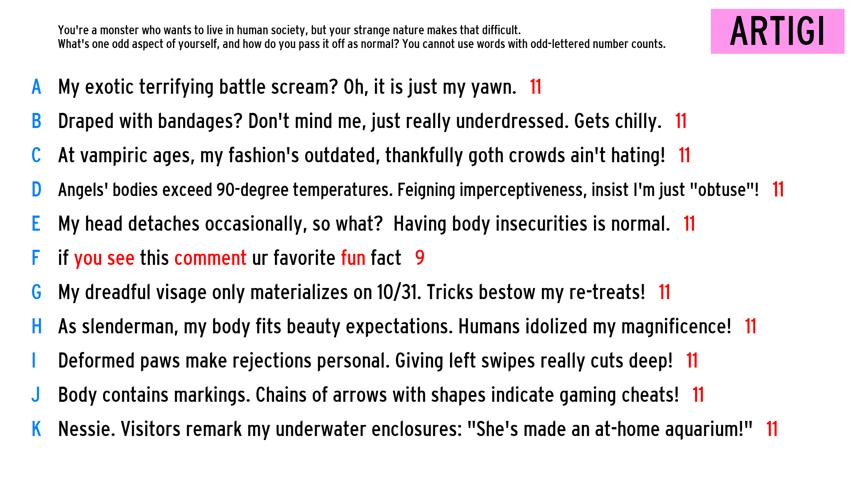 You're a monster who wants to live in human society, but your strange nature makes that difficult.
What's one odd aspect of yourself, and how do you pass it off as normal? You cannot use words with odd-lettered number counts.
ARTIGI
A My exotic terrifying battle scream? Oh, it is just my yawn. 11
B Draped with bandages? Don't mind me, just really underdressed. Gets chilly. 11
C At vampiric ages, my fashion's outdated, thankfully goth crowds ain't hating! 11
D Angels' bodies exceed 90-degree temperatures. Feigning imperceptiveness, insist I'm just "obtuse"! 11
E My head detaches occasionally, so what? Having body insecurities is normal. 11
F if you see this comment ur favorite fun fact 9
G My dreadful visage only materializes on 10/31. Tricks bestow my re-treats! 11
H As slenderman, my body fits beauty expectations. Humans idolized my magnificence! 11
I Deformed paws make rejections personal. Giving left swipes really cuts deep! 11
J Body contains markings. Chains of arrows with shapes indicate gaming cheats! 11
K Nessie. Visitors remark my underwater enclosures: "She's made an at-home aquarium!" 11